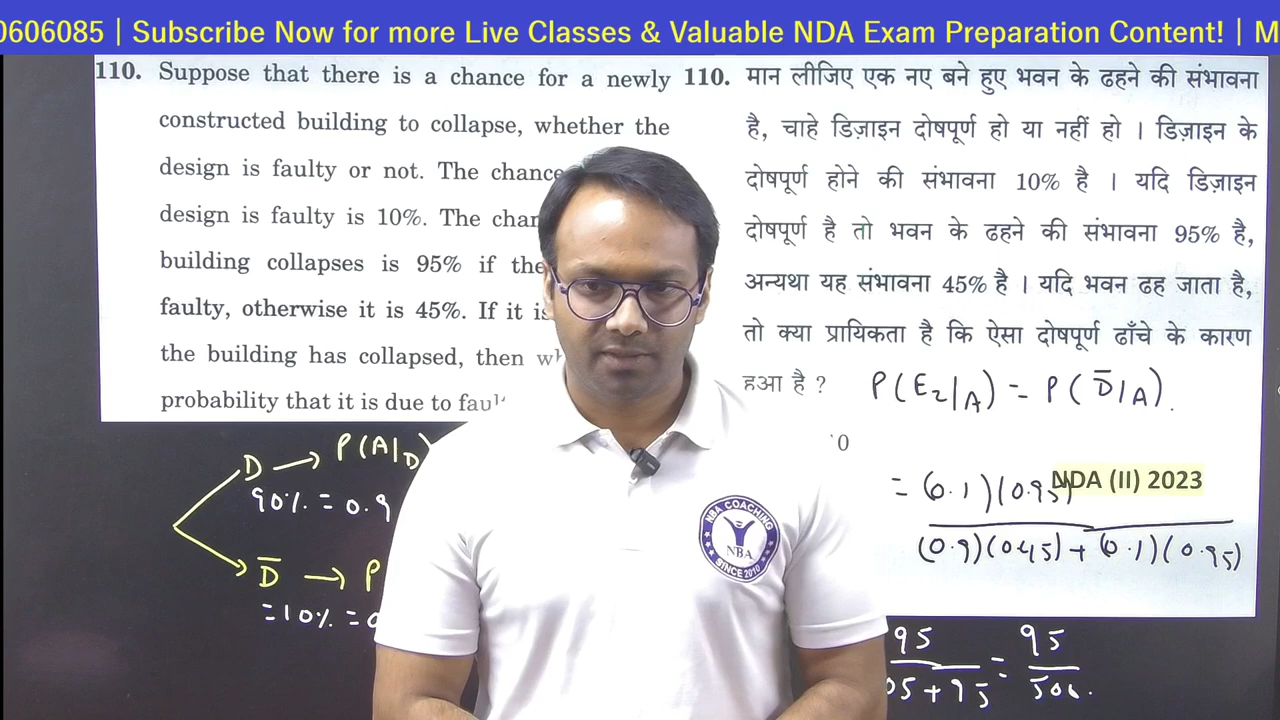 0606085 | Subscribe Now for more Live Classes & Valuable NDA Exam Preparation Content! | M
110. Suppose that there is a chance for a newly
constructed building to collapse, whether the
design is faulty or not. The chance
design is faulty is 10%. The
building collapses is 95% if the
faulty, otherwise it is 45%. If it is
the building has collapsed, then
probability that it is due to
110. मान लीजिए एक नए बने हुए भवन के ढहने की संभावना
है, चाहे डिज़ाइन दोषपूर्ण हो या नहीं हो । डिज़ाइन के
दोषपूर्ण होने की संभावना 10% है । यदि डिज़ाइन
दोषपूर्ण है तो भवन के ढहने की संभावना 95% है,
अन्यथा यह संभावना 45% है । यदि भवन ढह जाता है,
तो क्या प्रायिकता है कि ऐसा दोषपूर्ण ढाँचे के कारण
हुआ है ?
P(E₂/A) = P(D̄/A).
NDA (II) 2023
= (0.1)(0.95)
(0.9)(0.45) + (0.1)(0.95)
95
05 + 95
= 95
500.
D → P(A/D)
90% = 0.9
D̄ → P
= 10% =
NBA COACHING
NBA
SINCE 2010